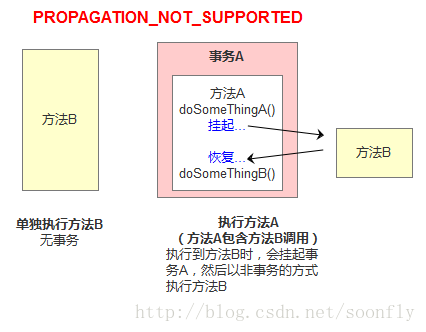 PROPAGATION_NOT_SUPPORTED
事务A
方法B
方法A
doSomeThingA()
挂起...
恢复...
doSomeThingB()
方法B
单独执行方法B
无事务
执行方法A
（方法A包含方法B调用）
执行到方法B时，会挂起事
务A，然后以非事务的方式
执行方法B
http://blog.csdn.net/soonfly